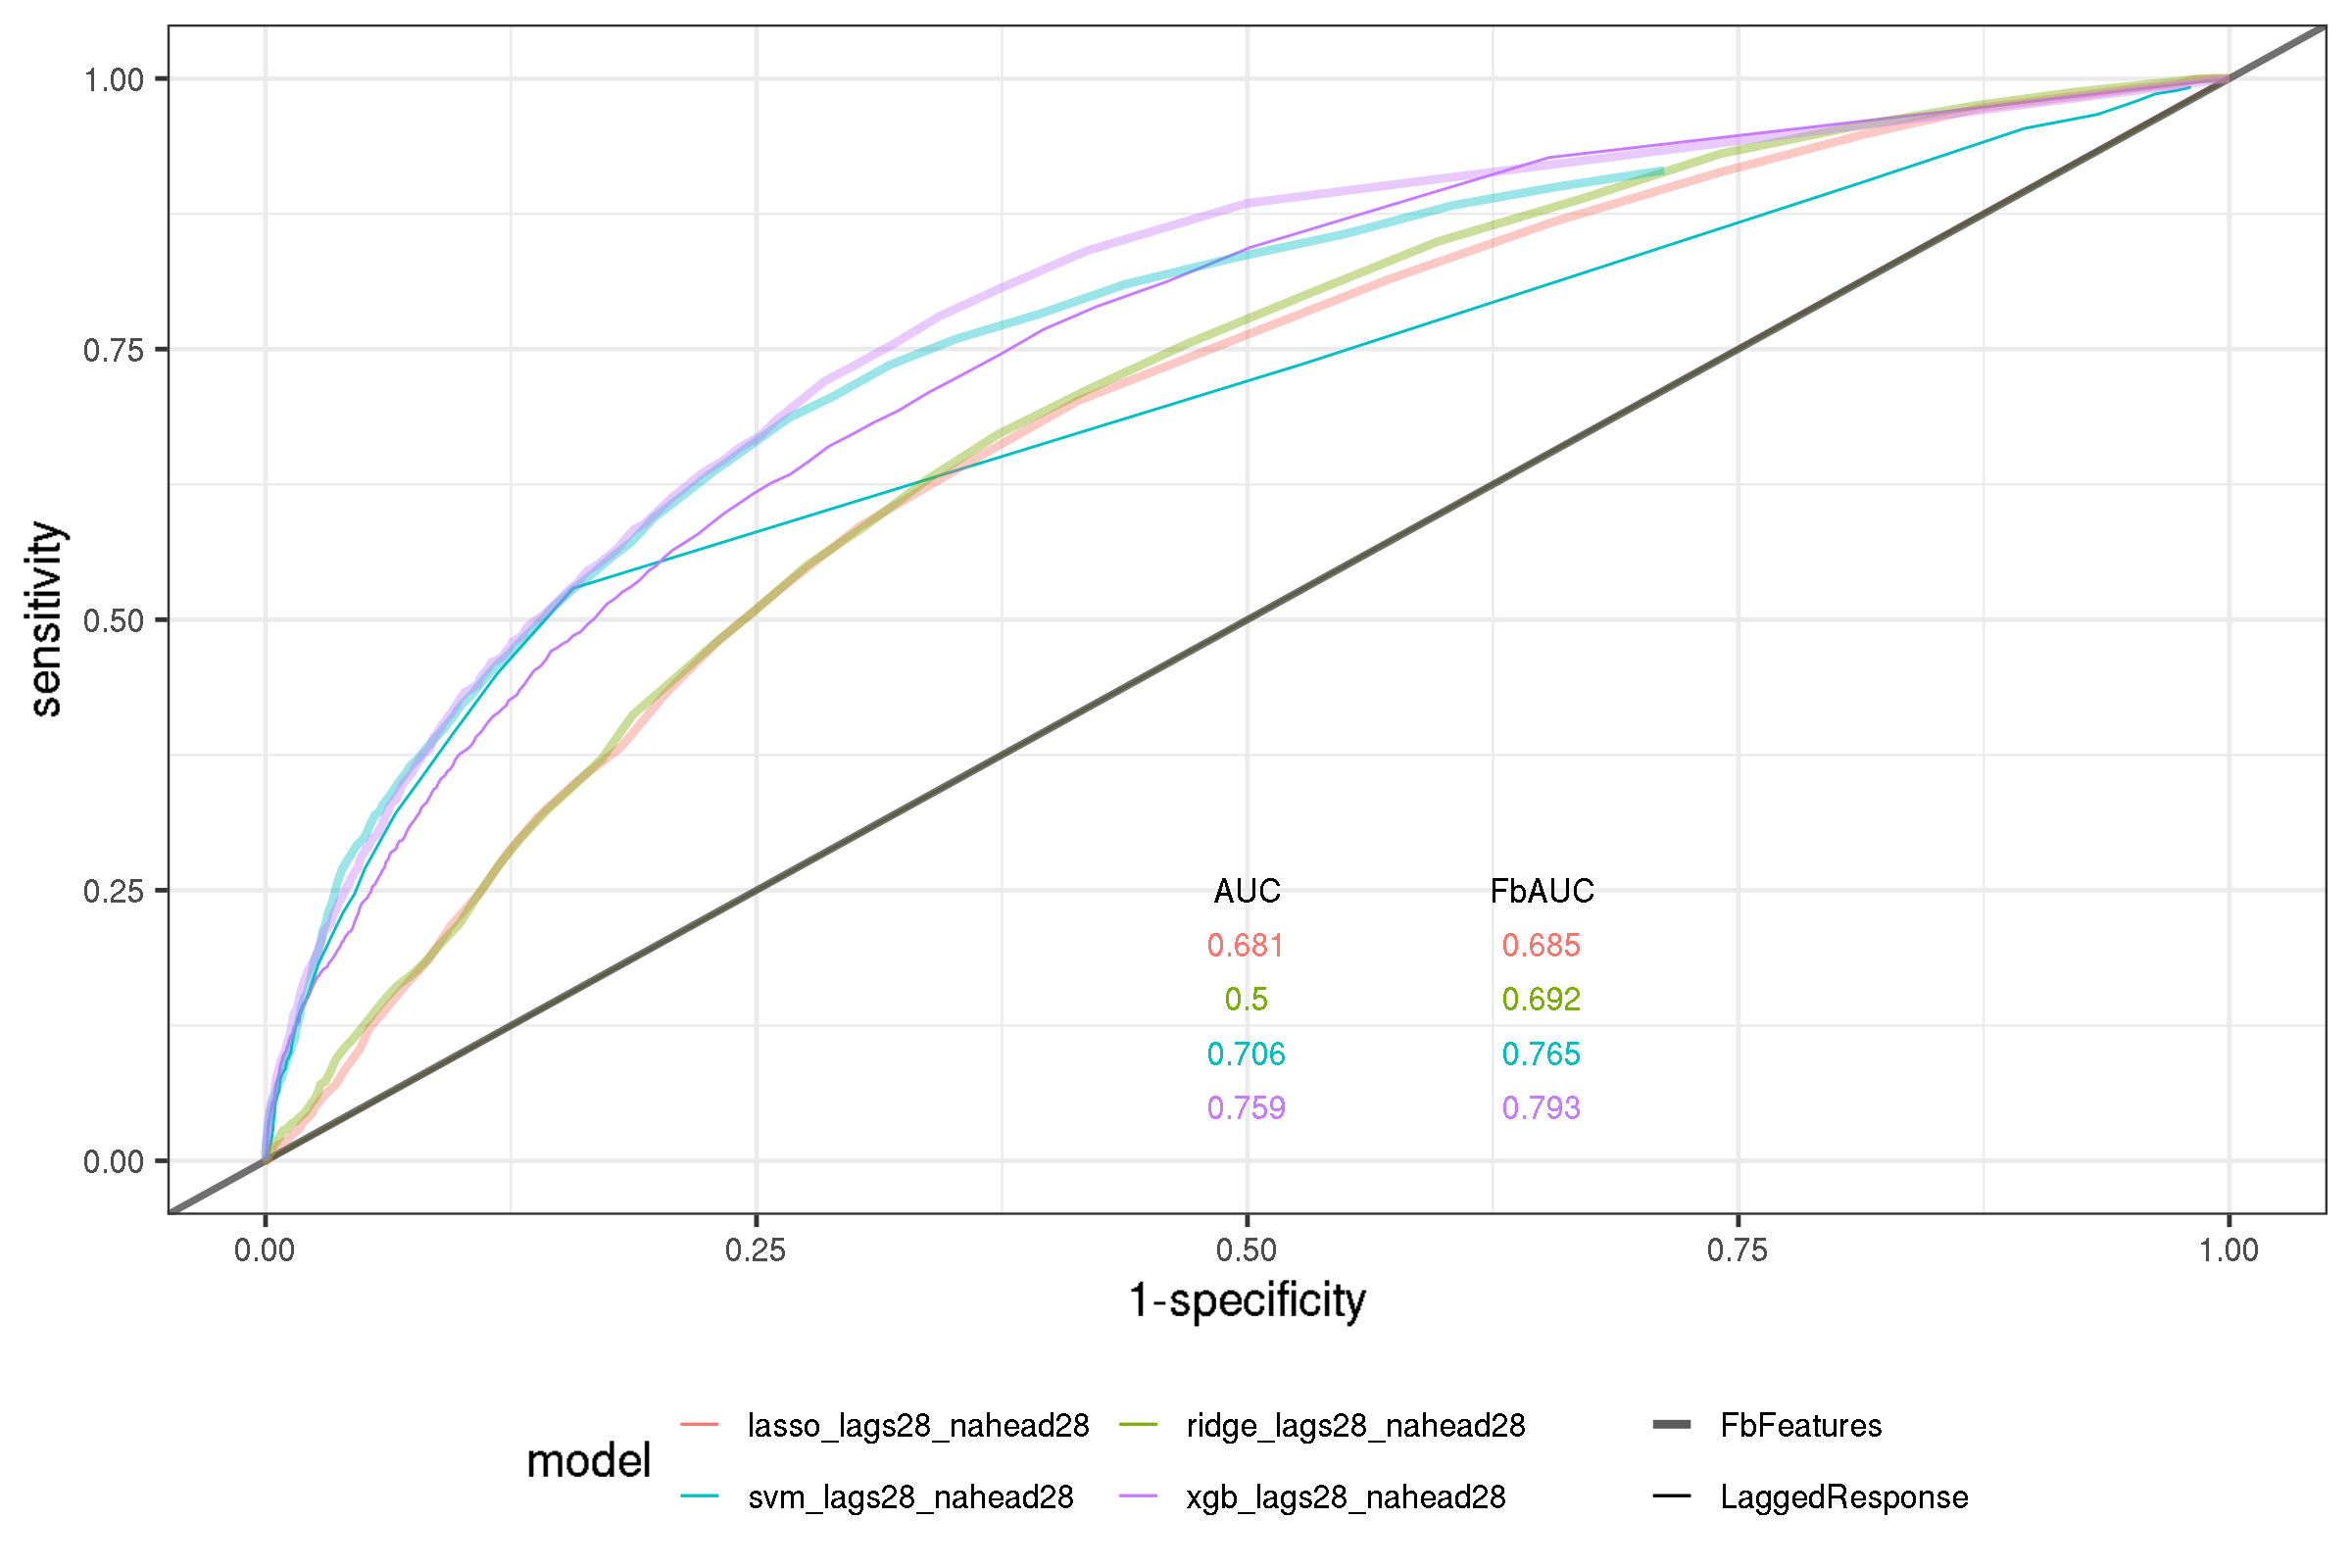 1.00
0.75
0.50
0.25
0.00
sensitivity
AUC FbAUC
0.681 0.685
0.5 0.692
0.706 0.765
0.759 0.793
0.00 0.25 0.50 0.75 1.00
1-specificity
model
lasso_lags28_nahead28 ridge_lags28_nahead28 FbFeatures
svm_lags28_nahead28 xgb_lags28_nahead28 LaggedResponse